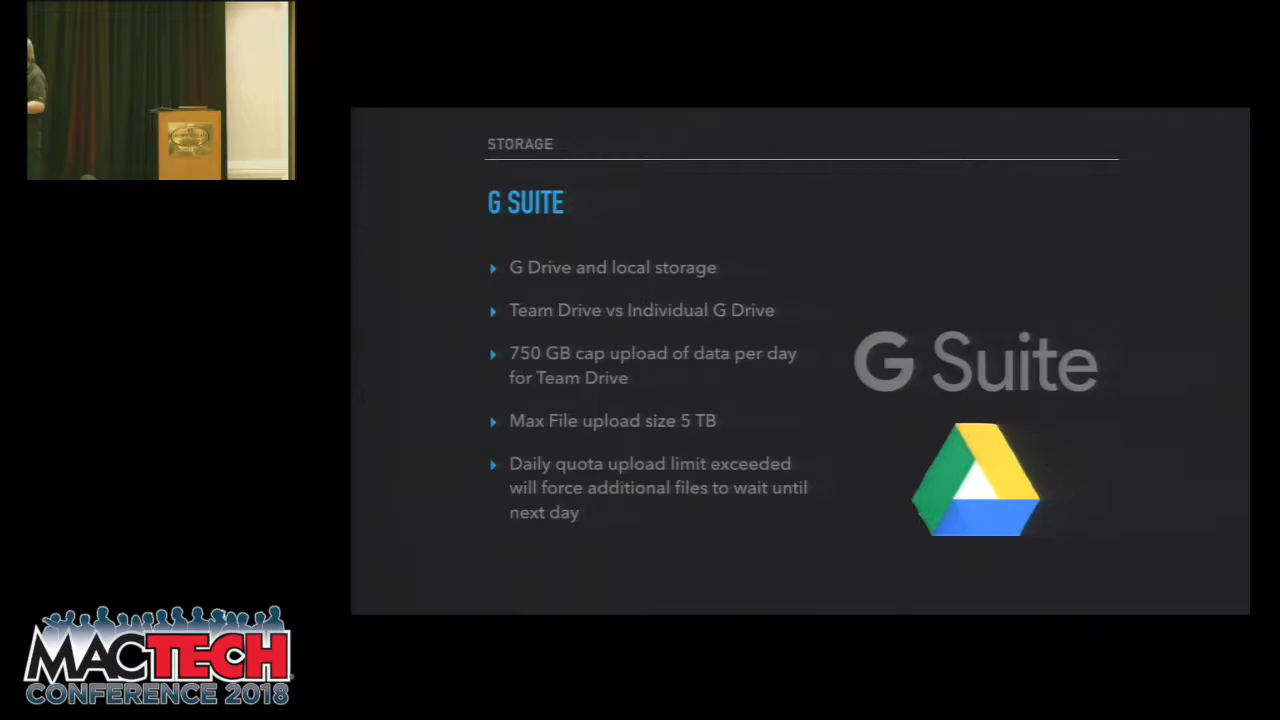 STORAGE
G SUITE
G Drive and local storage
Team Drive vs Individual G Drive
750 GB cap upload of data per day
for Team Drive
Max File upload size 5 TB
Daily quota upload limit exceeded
will force additional files to wait until
next day
G Suite
MACTECH
CONFERENCE 2018